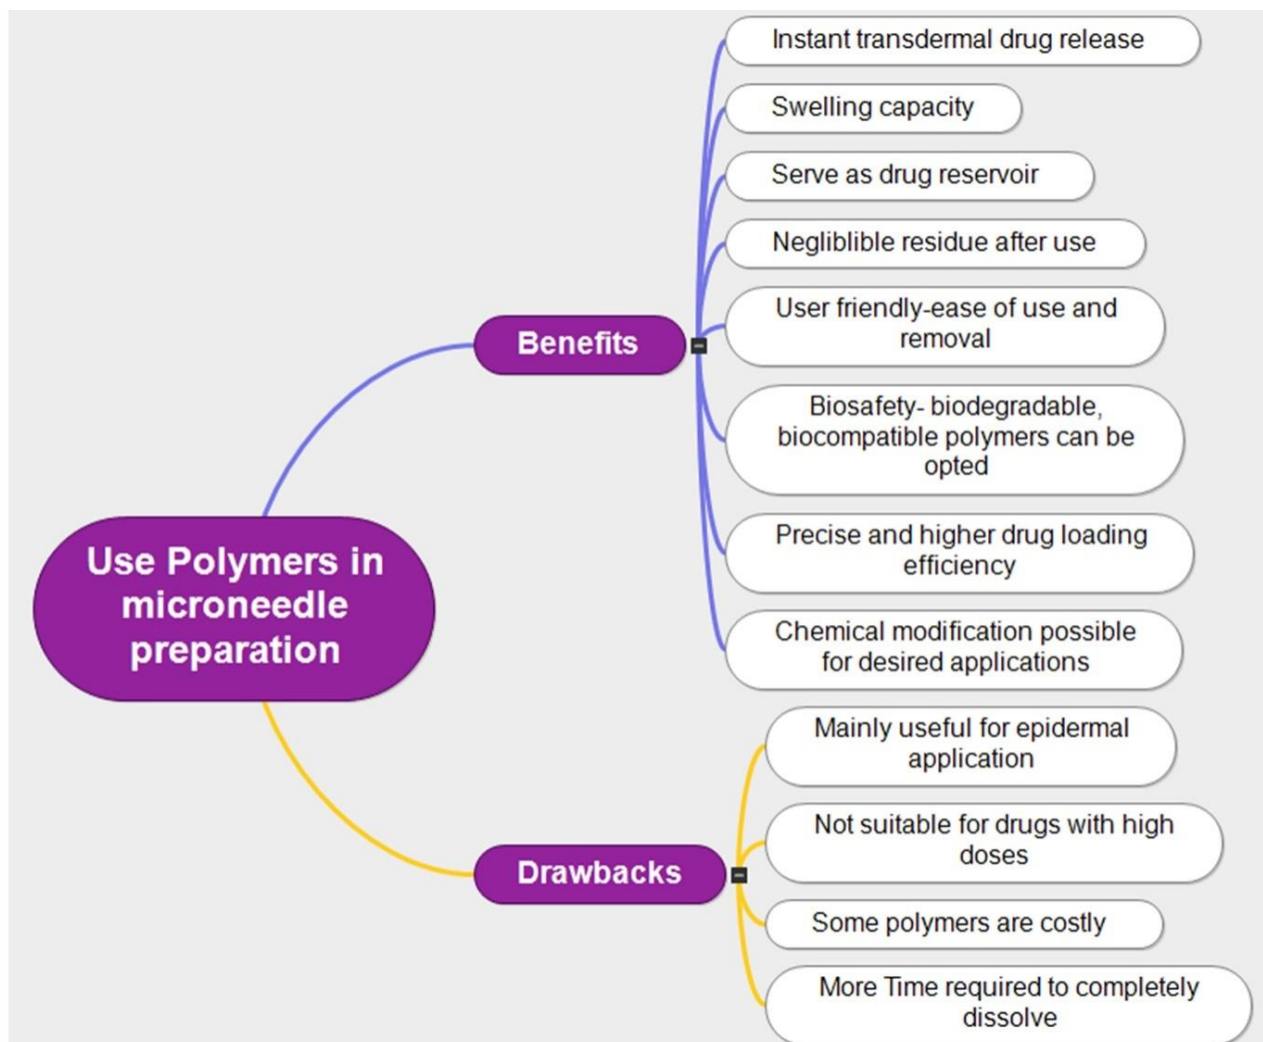 Use Polymers in
microneedle
preparation
Benefits
Instant transdermal drug release
Swelling capacity
Serve as drug reservoir
Negliblible residue after use
User friendly-ease of use and
removal
Biosafety- biodegradable,
biocompatible polymers can be
opted
Precise and higher drug loading
efficiency
Chemical modification possible
for desired applications
Drawbacks
Mainly useful for epidermal
application
Not suitable for drugs with high
doses
Some polymers are costly
More Time required to completely
dissolve